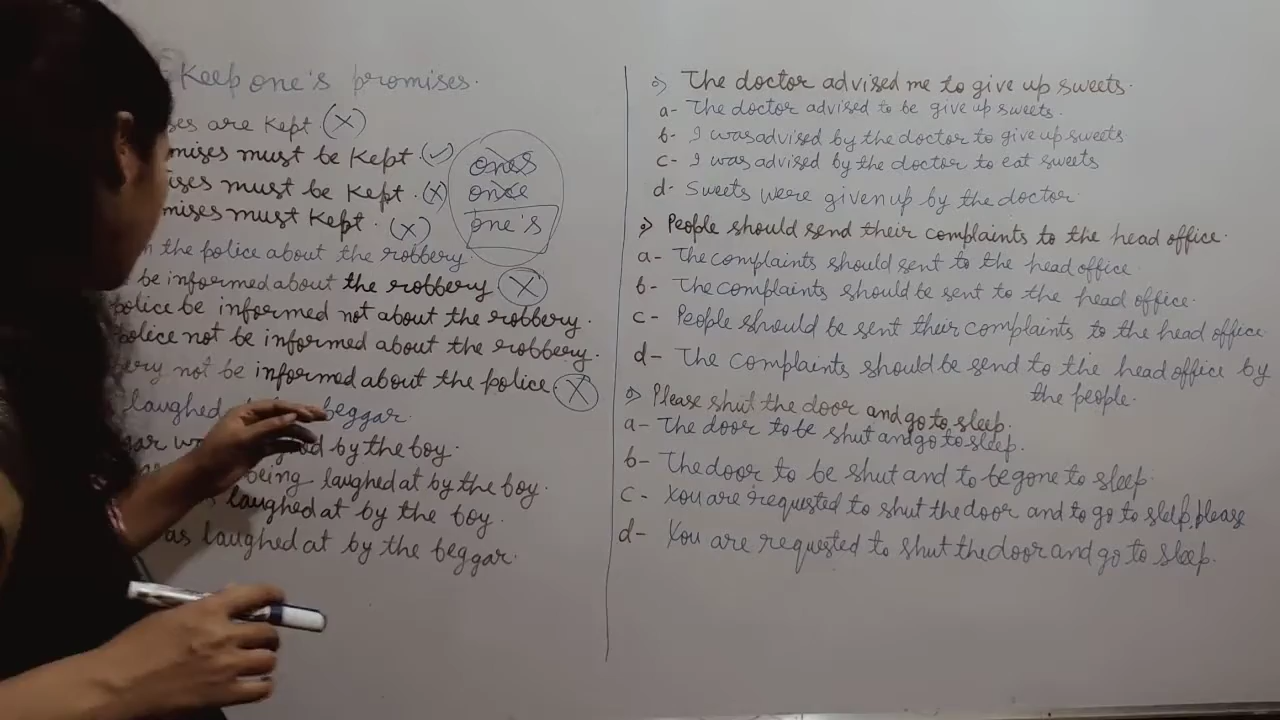 Keep one's promises.
are kept. (X)
must be kept. (✓)
must be kept. (X)
must kept. (X)
ones
once
one's
the police about the robbery.
be informed about the robbery (X)
police be informed not about the robbery.
police not be informed about the robbery.
not be informed about the police (X)
laughed beggar.
by the boy.
being laughed at by the boy.
laughed at by the boy.
laughed at by the beggar.
The doctor advised me to give up sweets.
a- The doctor advised to be give up sweets.
b- I was advised by the doctor to give up sweets
c- I was advised by the doctor to eat sweets
d- Sweets were given up by the doctor.
People should send their complaints to the head office.
a- The complaints should sent to the head office.
b- The complaints should be sent to the head office.
c- People should be sent their complaints to the head office.
d- The complaints should be send to the head office by
the people.
Please shut the door and go to sleep.
a- The door to be shut and go to sleep.
b- The door to be shut and to be gone to sleep.
c- You are requested to shut the door and to go to sleep, please
d- You are requested to shut the door and go to sleep.